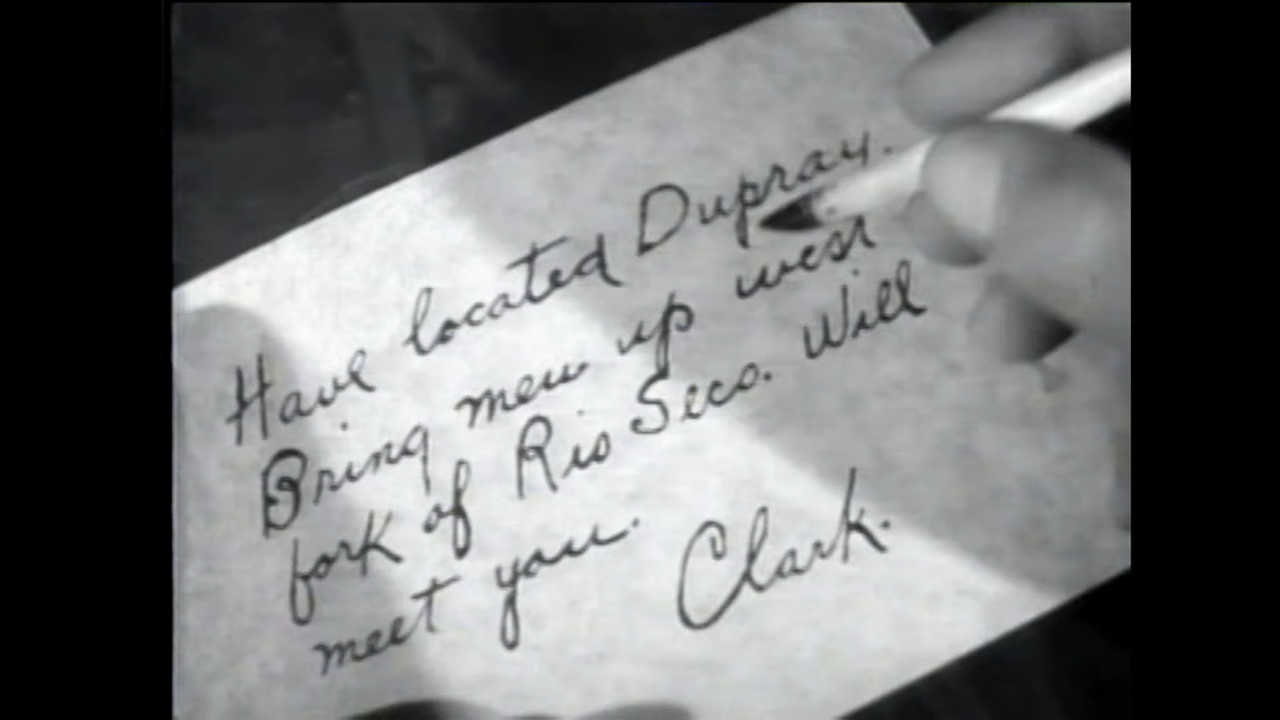 Have located Dupray.
Bring men up west
fork of Rio Seco. Will
meet you.
Clark.